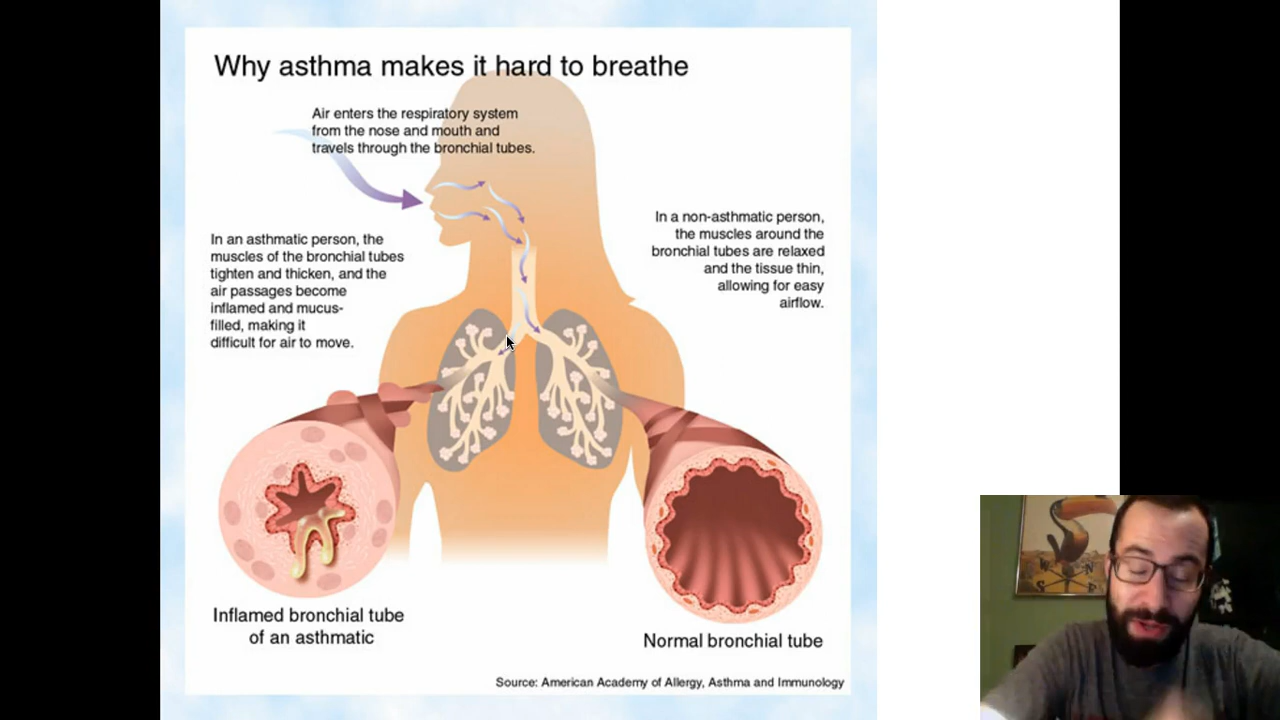 Why asthma makes it hard to breathe
Air enters the respiratory system
from the nose and mouth and
travels through the bronchial tubes.
In an asthmatic person, the
muscles of the bronchial tubes
tighten and thicken, and the
air passages become
inflamed and mucus-
filled, making it
difficult for air to move.
In a non-asthmatic person,
the muscles around the
bronchial tubes are relaxed
and the tissue thin,
allowing for easy
airflow.
Inflamed bronchial tube
of an asthmatic
Normal bronchial tube
Source: American Academy of Allergy, Asthma and Immunology
W
N
S
E